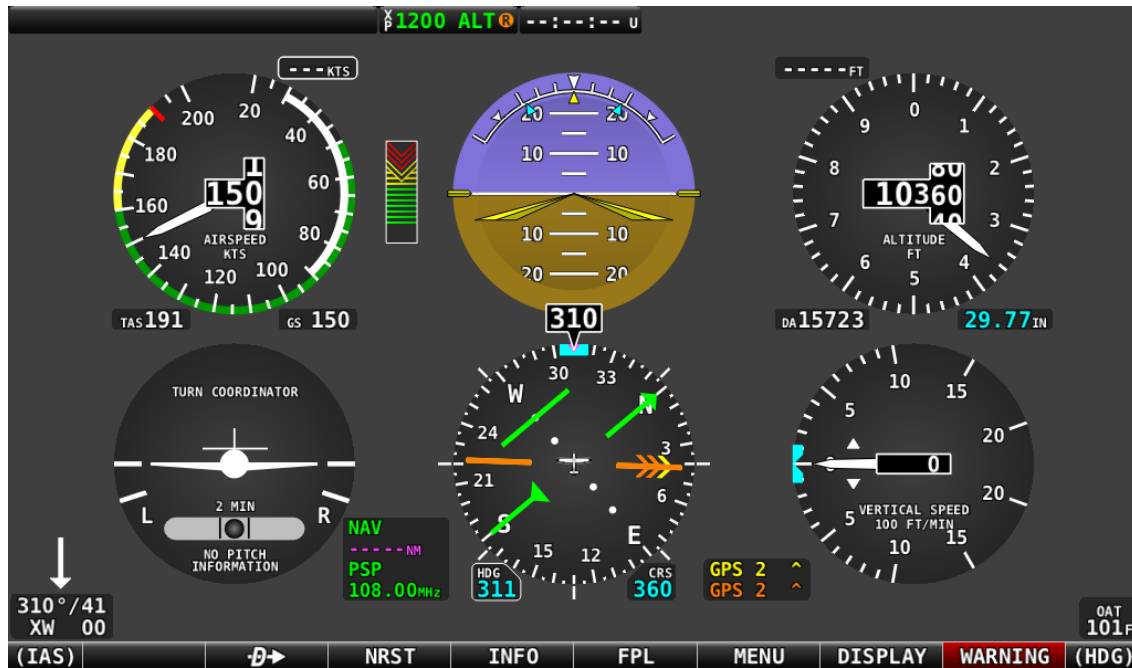 XP 1200 ALT R --:--:-- U
---KTS
20
40
60
80
100
120
140
160
180
200
1
150
9
AIRSPEED
KTS
TAS191
GS 150
20 20
10 10
10 10
20 20
-----FT
0
1
2
3
4
5
6
7
8
9
80
10360
40
ALTITUDE
FT
DA15723
29.77IN
TURN COORDINATOR
2 MIN
L R
NO PITCH
INFORMATION
310
30
33
N
3
6
E
12
15
S
21
24
W
NAV
-----NM
PSP
108.00MHz
HDG
311
CRS
360
GPS 2 ^
GPS 2 ^
5
10
15
20
0
5
10
15
20
VERTICAL SPEED
100 FT/MIN
310°/41
XW 00
OAT
101F
(IAS) D NRST INFO FPL MENU DISPLAY WARNING (HDG)